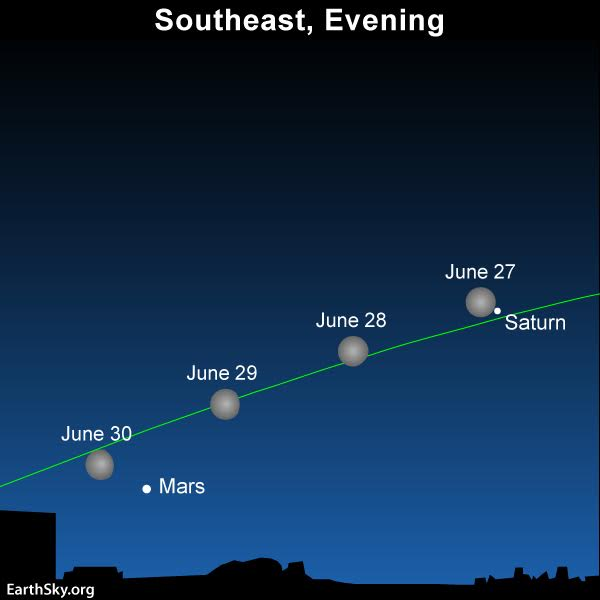 Southeast, Evening
June 27
Saturn
June 28
June 29
June 30
Mars
EarthSky.org